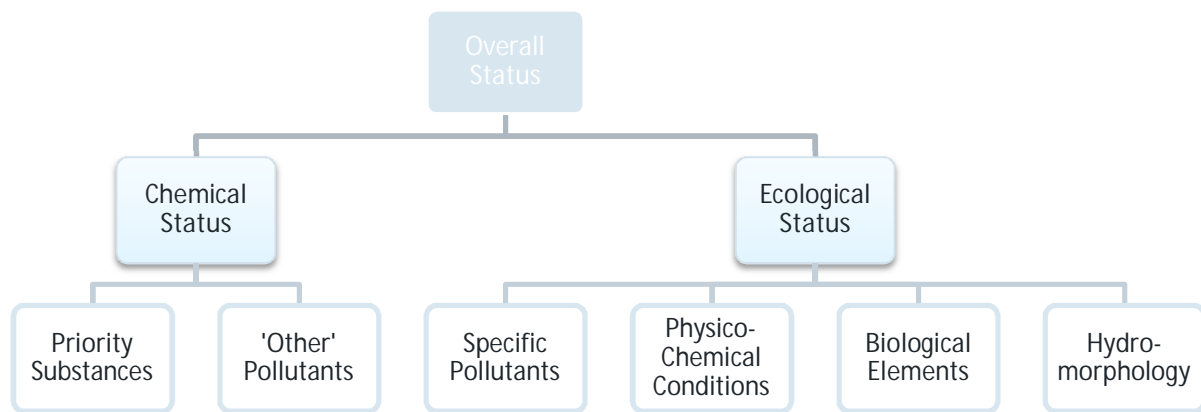 Overall
Status
Chemical
Status
Ecological
Status
Priority
Substances
'Other'
Pollutants
Specific
Pollutants
Physico-
Chemical
Conditions
Biological
Elements
Hydro-
morphology